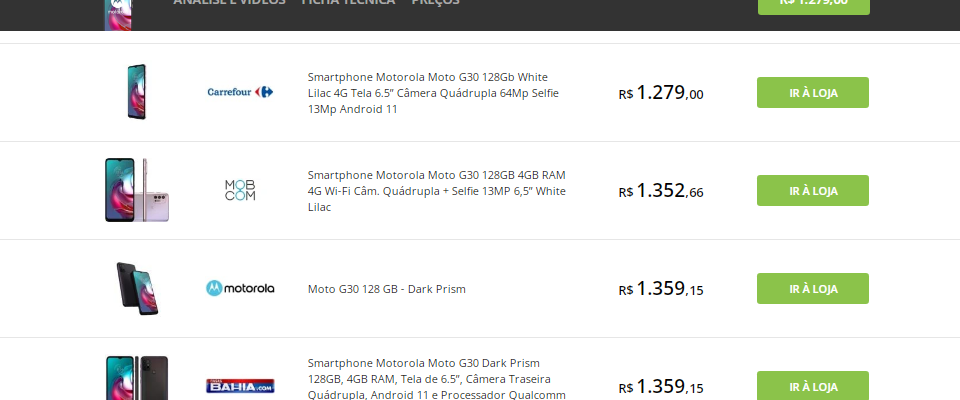 ANÁLISE E VÍDEOS FICHA TÉCNICA PREÇOS
R$ 1.279,00
Carrefour
Smartphone Motorola Moto G30 128Gb White
Lilac 4G Tela 6.5” Câmera Quádrupla 64Mp Selfie
13Mp Android 11
R$ 1.279,00
IR À LOJA
MOB
COM
Smartphone Motorola Moto G30 128GB 4GB RAM
4G Wi-Fi Câm. Quádrupla + Selfie 13MP 6,5” White
Lilac
R$ 1.352,66
IR À LOJA
motorola
Moto G30 128 GB - Dark Prism
R$ 1.359,15
IR À LOJA
BAHIA.COM
Smartphone Motorola Moto G30 Dark Prism
128GB, 4GB RAM, Tela de 6.5”, Câmera Traseira
Quádrupla, Android 11 e Processador Qualcomm
R$ 1.359,15
IR À LOJA